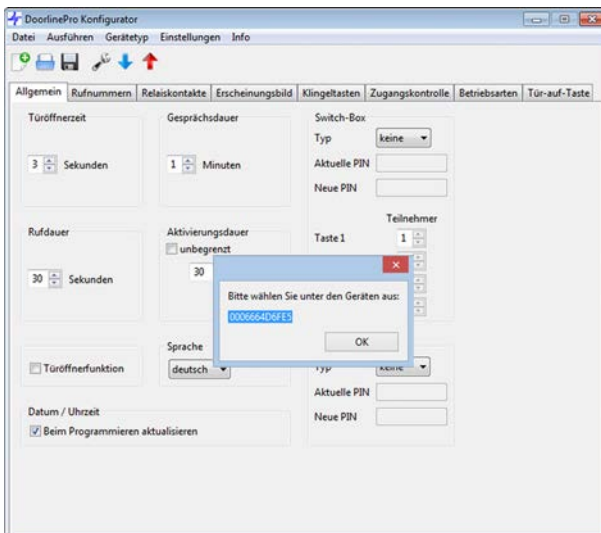 DoorlinePro Konfigurator
Datei Ausführen Gerätetyp Einstellungen Info
Allgemein Rufnummern Relaiskontakte Erscheinungsbild Klingeltasten Zugangskontrolle Betriebsarten Tür-auf-Taste
Türöffnerzeit
3 Sekunden
Gesprächsdauer
1 Minuten
Switch-Box
Typ keine
Aktuelle PIN
Neue PIN
Teilnehmer
Taste 1 1
Rufdauer
30 Sekunden
Aktivierungsdauer
unbegrenzt
30
Bitte wählen Sie unter den Geräten aus:
0006664D6FE5
OK
Türöffnerfunktion
Sprache
deutsch
Typ keine
Aktuelle PIN
Neue PIN
Datum / Uhrzeit
Beim Programmieren aktualisieren